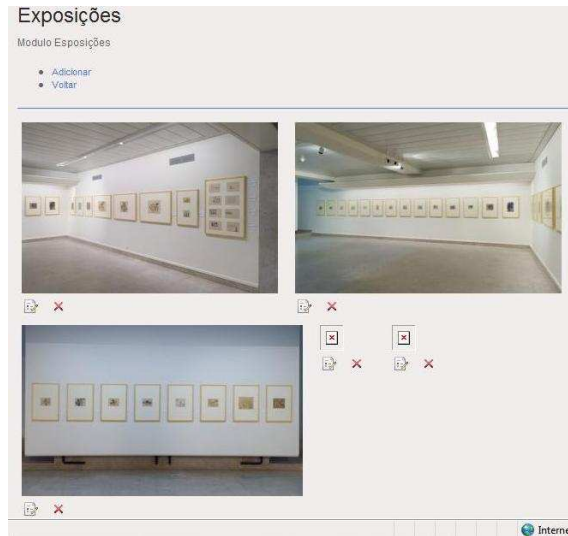 Exposições
Modulo Esposições
Adicionar
Voltar
Interne